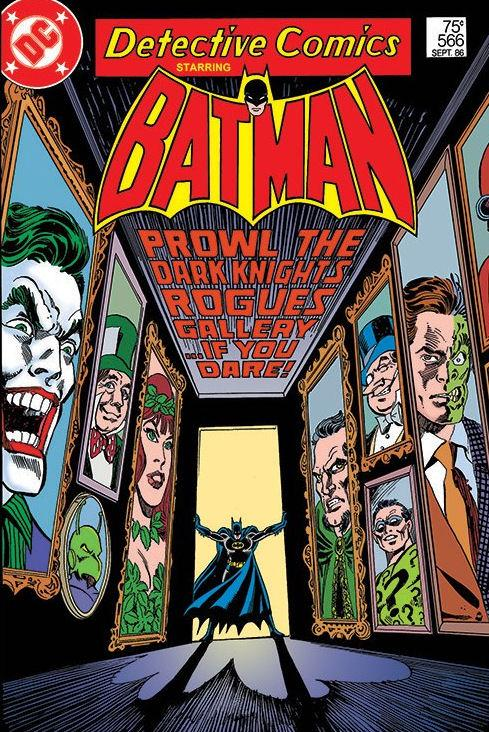 DC
Detective Comics
75¢
566
SEPT. 86
STARRING
BATMAN
PROWL THE
DARK KNIGHT'S
ROGUES
GALLERY
...IF YOU
DARE!